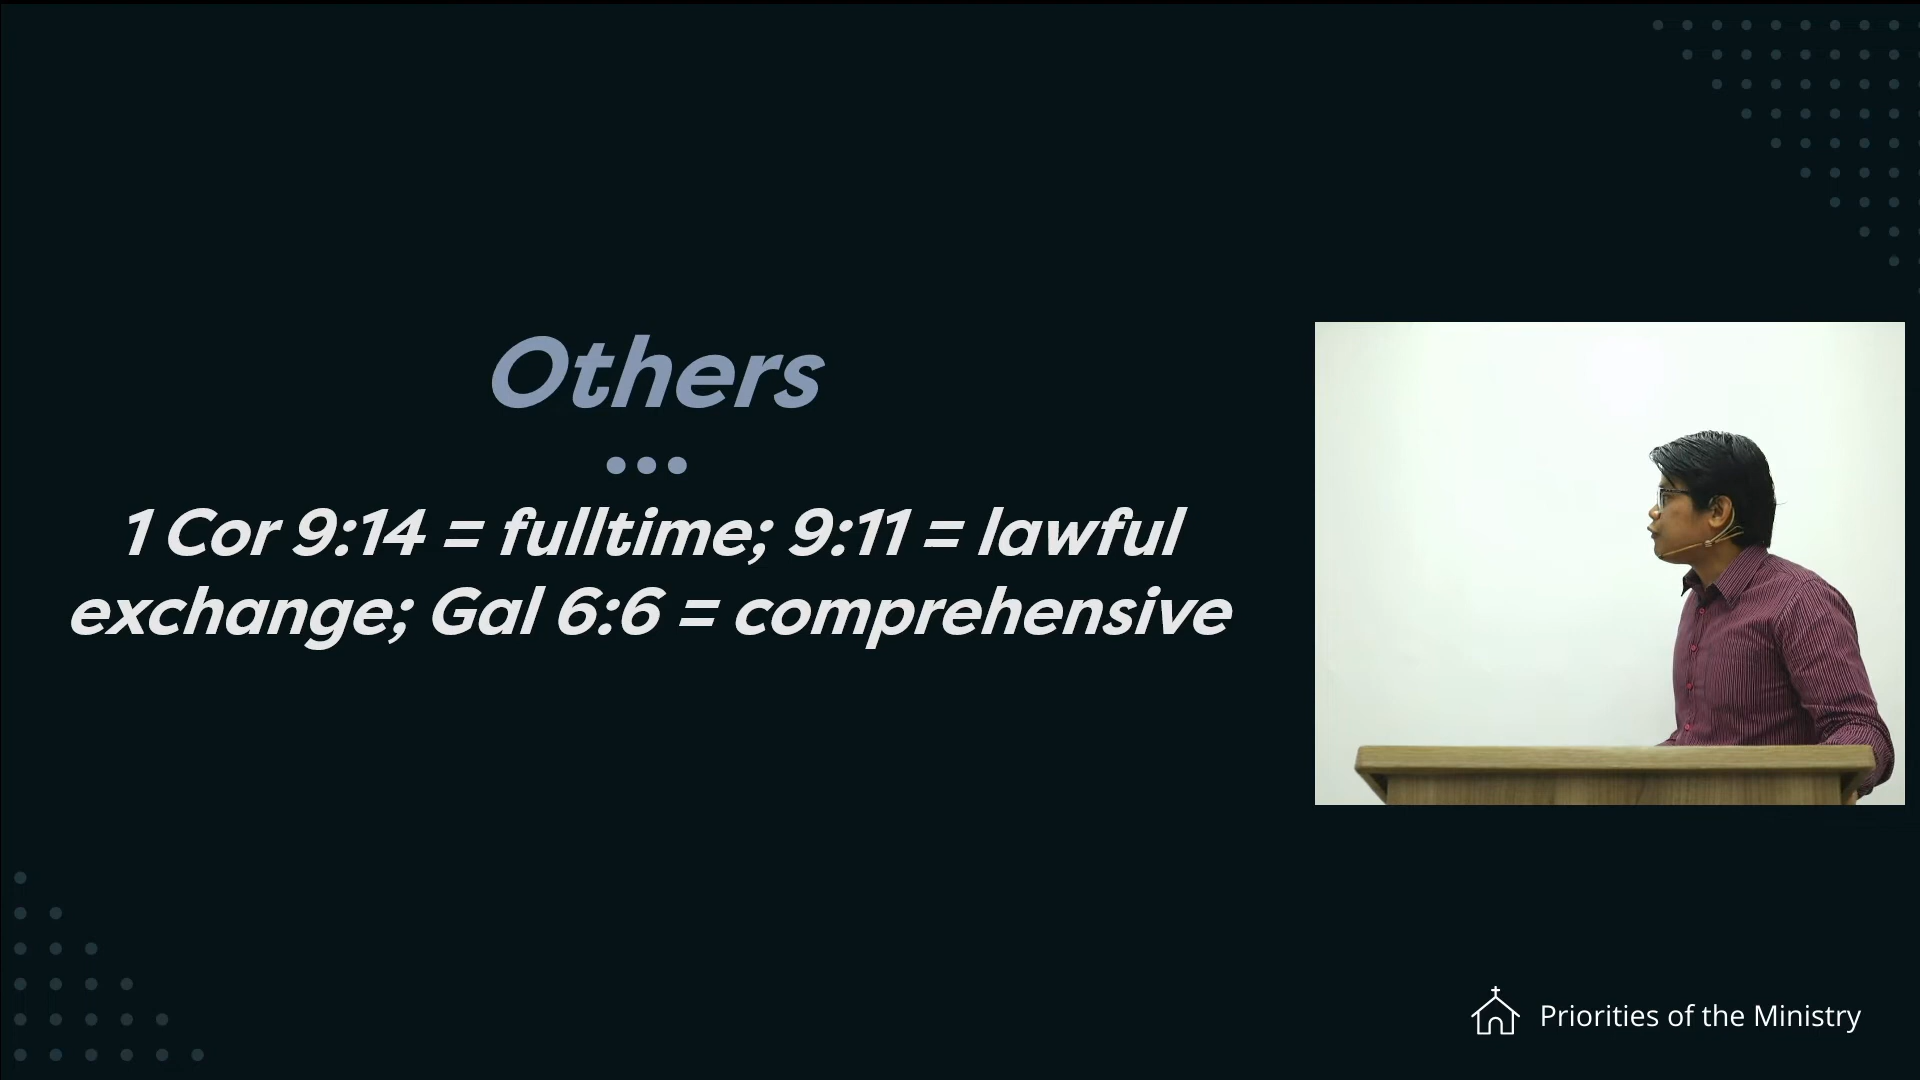 Others
1 Cor 9:14 = fulltime; 9:11 = lawful
exchange; Gal 6:6 = comprehensive
Priorities of the Ministry